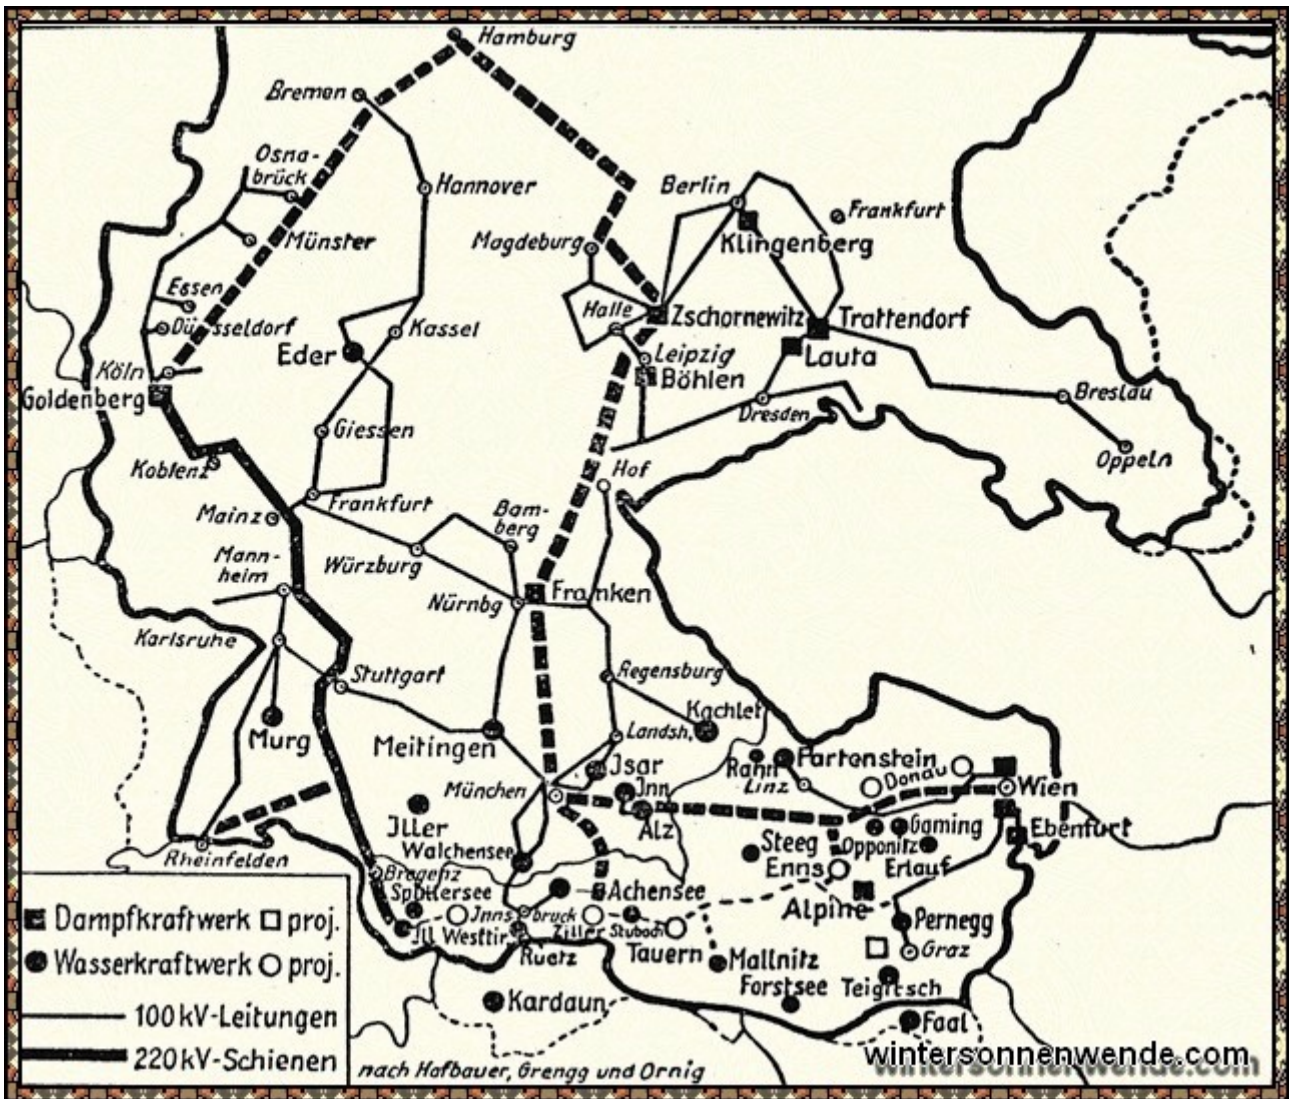 Hamburg
Bremen
Osna-
brück
Hannover
Berlin
Frankfurt
Klingenberg
Magdeburg
Münster
Essen
Düsseldorf
Halle
Zschornewitz
Trattendorf
Kassel
Eder
Leipzig
Lauta
Köln
Goldenberg
Böhlen
Breslau
Dresden
Giessen
Oppeln
Koblenz
Hof
Frankfurt
Mainz
Bam-
berg
Mann-
heim
Würzburg
Franken
Nürnbg
Karlsruhe
Stuttgart
Regensburg
Kachlet
Murg
Meitingen
Landsh.
Isar
Rann
Partenstein
Donau
Linz
Wien
München
Inn
Alz
Gaming
Ebenfurt
Iller
Walchensee
Steeg
Opponitz
Rheinfelden
Enns
Erlauf
Bregenz
Spullersee
Achensee
Alpine
Dampfkraftwerk proj.
Inns bruck
Pernegg
Ill Westtir.
Ziller
Stubach
Tauern
Graz
Wasserkraftwerk proj.
Ruetz
Mallnitz
Forstsee
Teigitsch
Kardaun
Faal
100 kV-Leitungen
220 kV-Schienen
nach Hofbauer, Grengg und Ornig
wintersonnenwende.com